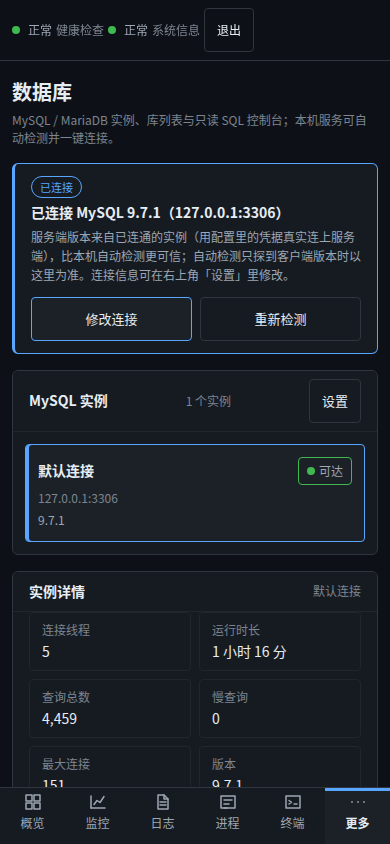 正常 健康检查 正常 系统信息 退出
数据库
MySQL / MariaDB 实例、库列表与只读 SQL 控制台；本机服务可自
动检测并一键连接。
已连接
已连接 MySQL 9.7.1（127.0.0.1:3306）
服务端版本来自已连通的实例（用配置里的凭据真实连上服务
端），比本机自动检测更可信；自动检测只探到客户端版本时以
这里为准。连接信息可在右上角「设置」里修改。
修改连接 重新检测
MySQL 实例 1 个实例 设置
默认连接 可达
127.0.0.1:3306
9.7.1
实例详情 默认连接
连接线程 运行时长
5 1 小时 16 分
查询总数 慢查询
4,459 0
最大连接 版本
151 9.7.1
概览 监控 日志 进程 终端 更多